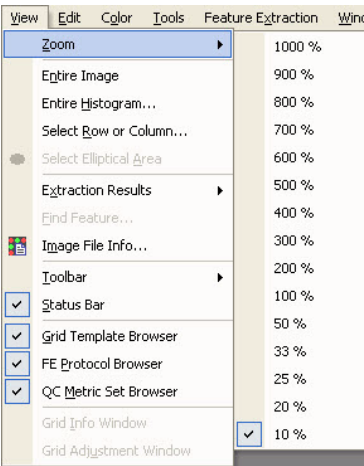 View Edit Color Tools Feature Extraction
Zoom
Entire Image
Entire Histogram...
Select Row or Column...
Select Elliptical Area
Extraction Results
Find Feature...
Image File Info...
Toolbar
Status Bar
Grid Template Browser
FE Protocol Browser
QC Metric Set Browser
Grid Info Window
Grid Adjustment Window
1000 %
900 %
800 %
700 %
600 %
500 %
400 %
300 %
200 %
100 %
50 %
33 %
25 %
20 %
10 %